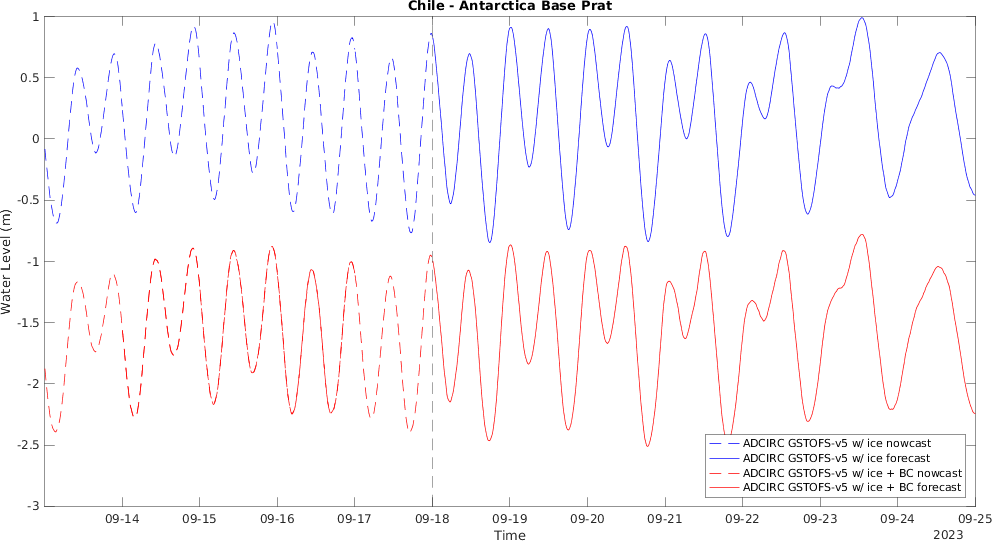 Chile - Antarctica Base Prat
Water Level (m)
1
0.5
0
-0.5
-1
-1.5
-2
-2.5
-3
ADCIRC GSTOFS-v5 w/ ice nowcast
ADCIRC GSTOFS-v5 w/ ice forecast
ADCIRC GSTOFS-v5 w/ ice + BC nowcast
ADCIRC GSTOFS-v5 w/ ice + BC forecast
09-14 09-15 09-16 09-17 09-18 09-19 09-20 09-21 09-22 09-23 09-24 09-25
Time
2023